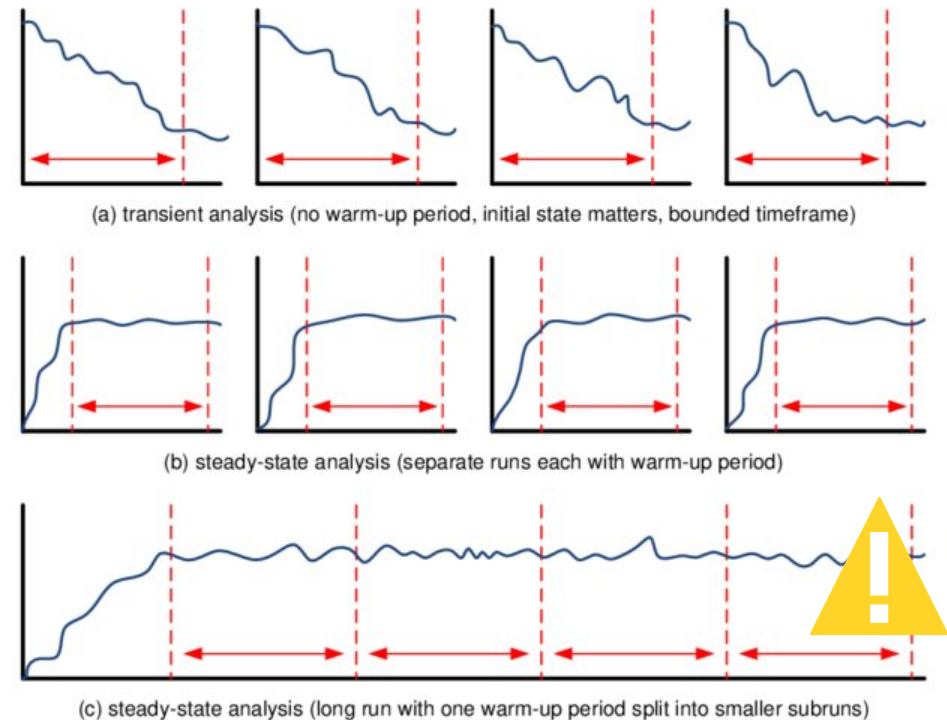 (a) transient analysis (no warm-up period, initial state matters, bounded timeframe)
(b) steady-state analysis (separate runs each with warm-up period)
(c) steady-state analysis (long run with one warm-up period split into smaller subruns)